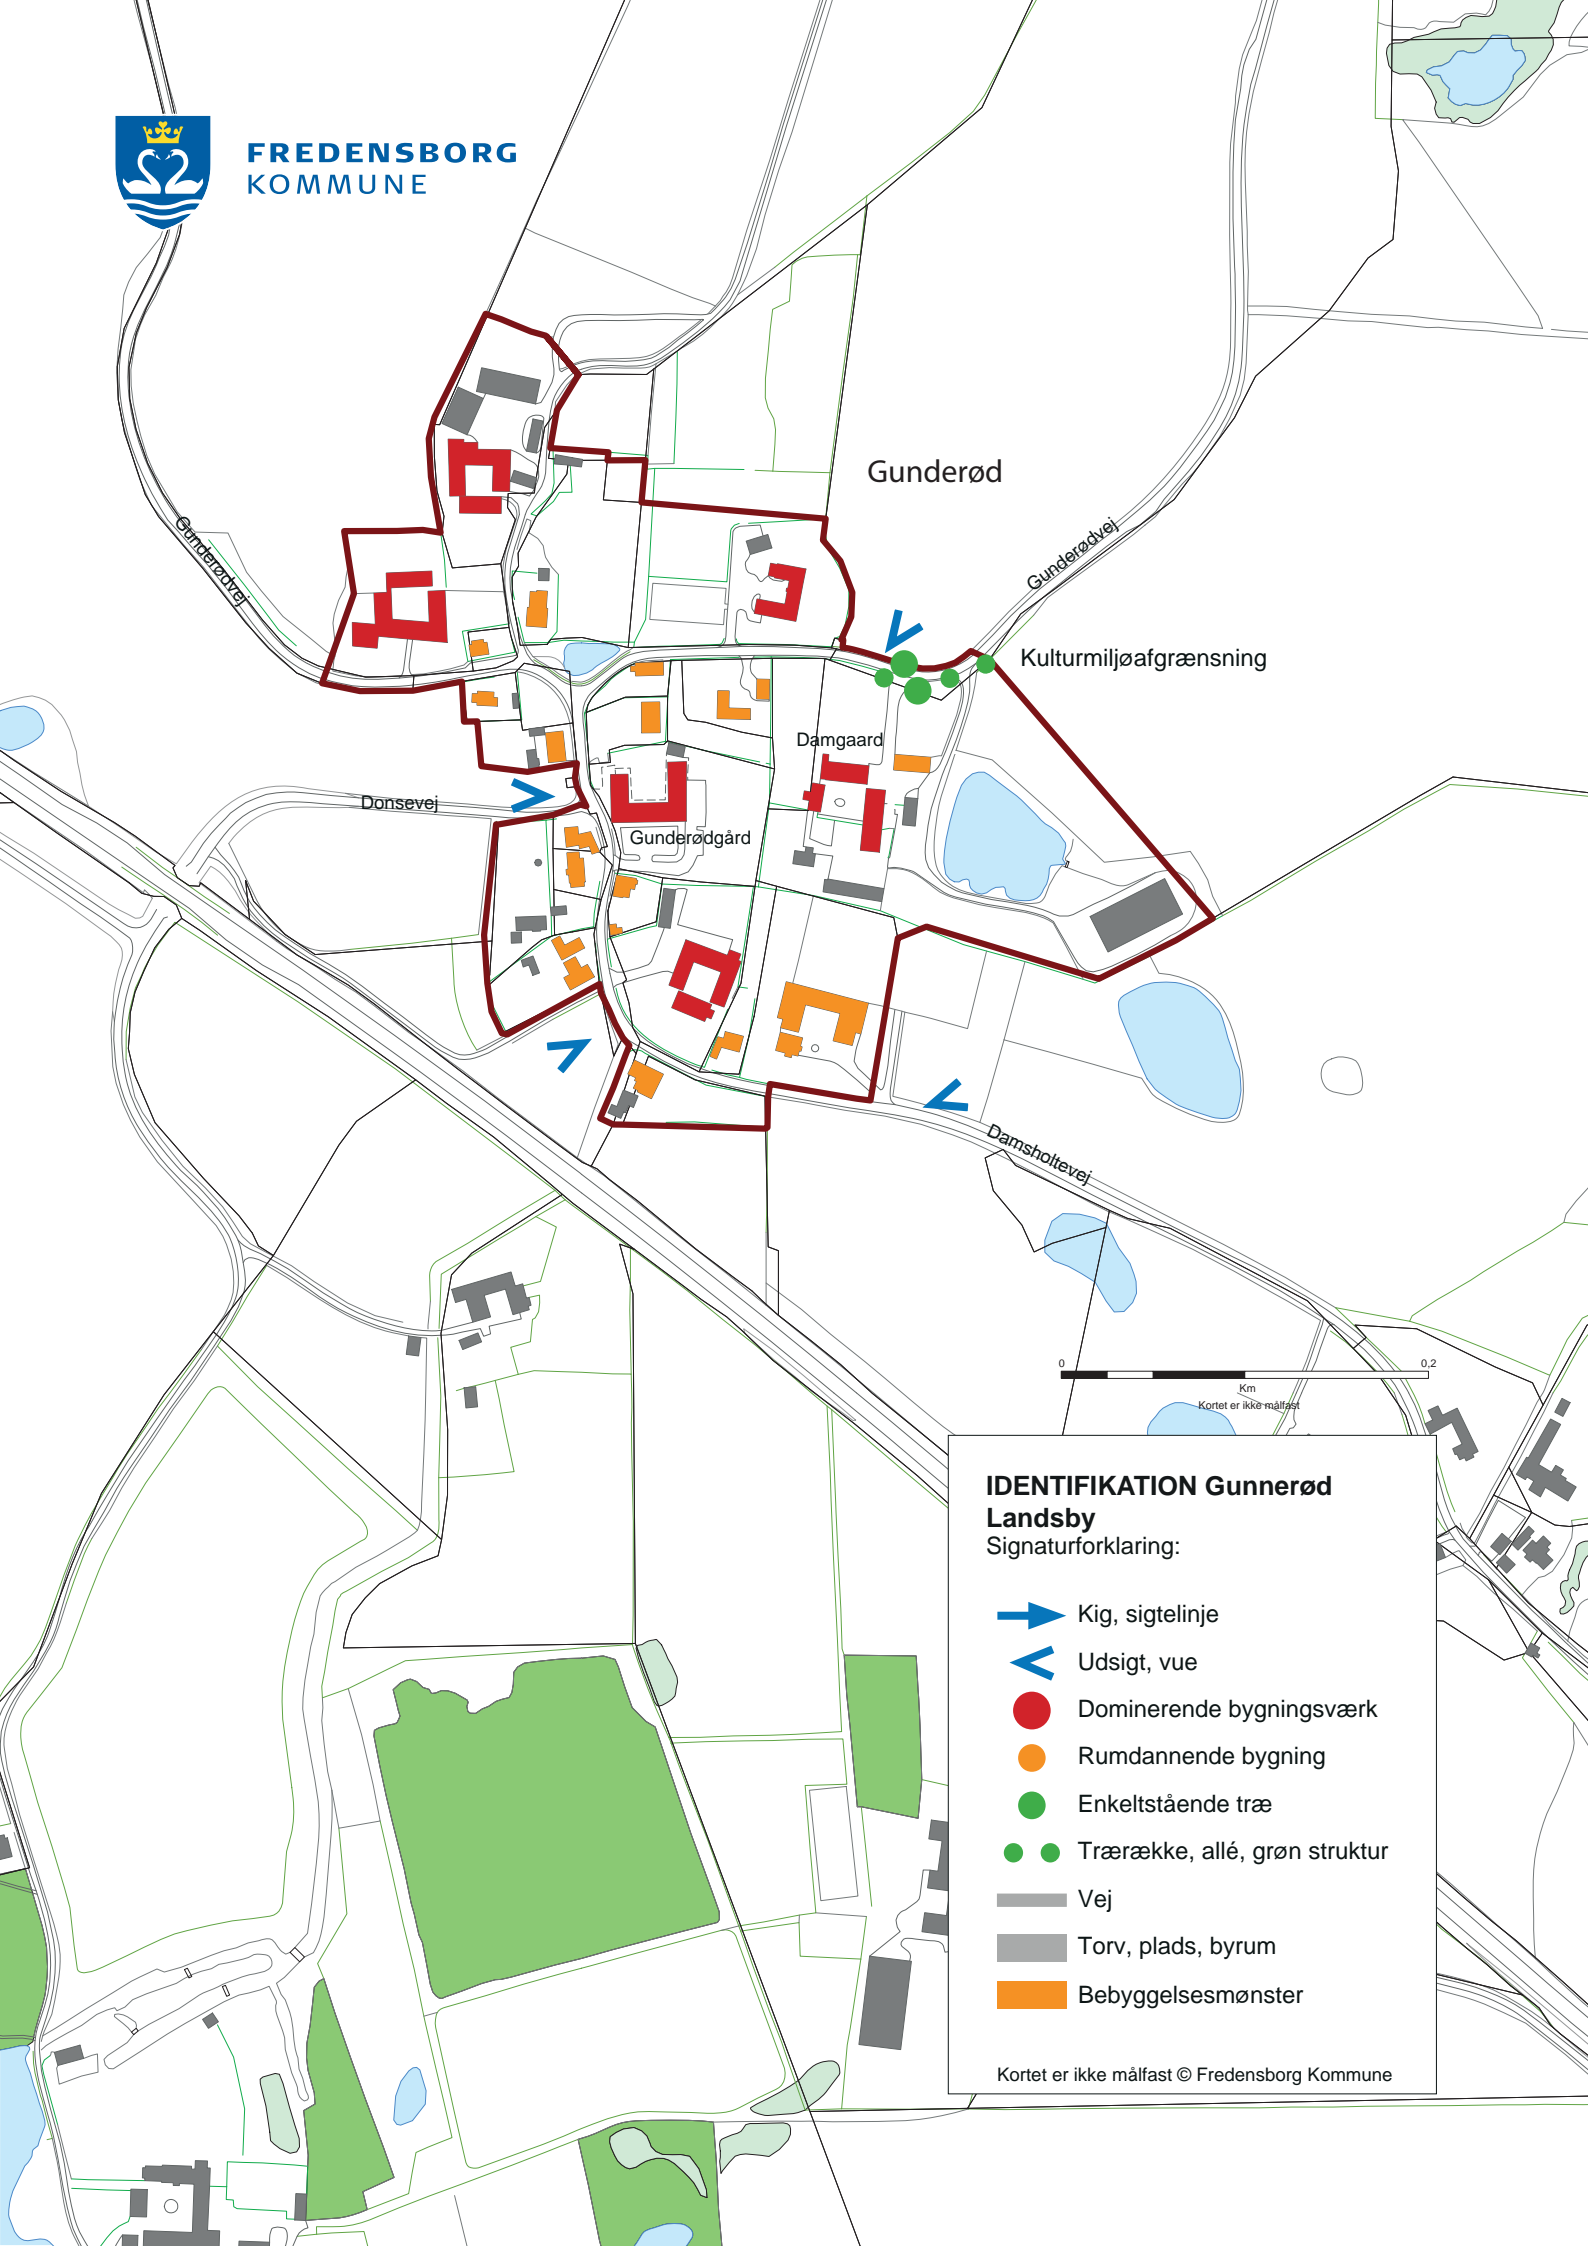 FREDENSBORG
KOMMUNE
Gunderød
Gunderødvej
Gunderødvej
Kulturmiljøafgrænsning
Damgaard
Donsevej
Gunderødgård
Damsholtevej
0 0,2
Km
Kortet er ikke målfast
IDENTIFIKATION Gunnerød
Landsby
Signaturforklaring:
Kig, sigtelinje
Udsigt, vue
Dominerende bygningsværk
Rumdannende bygning
Enkeltstående træ
Trærække, allé, grøn struktur
Vej
Torv, plads, byrum
Bebyggelsesmønster
Kortet er ikke målfast © Fredensborg Kommune